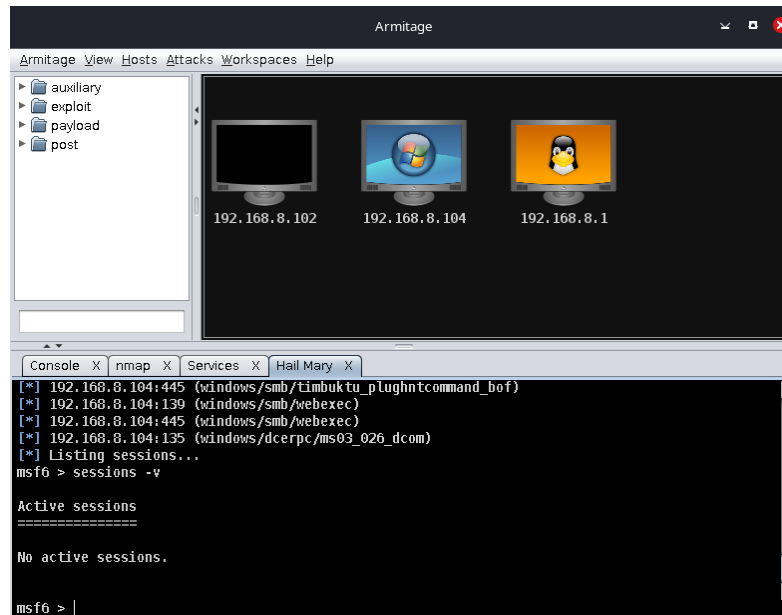 Armitage
Armitage View Hosts Attacks Workspaces Help
auxiliary
exploit
payload
post
192.168.8.102 192.168.8.104 192.168.8.1
Console X nmap X Services X Hail Mary X
[*] 192.168.8.104:445 (windows/smb/timbuktu_plughntcommand_bof)
[*] 192.168.8.104:139 (windows/smb/webexec)
[*] 192.168.8.104:445 (windows/smb/webexec)
[*] 192.168.8.104:135 (windows/dcerpc/ms03_026_dcom)
[*] Listing sessions...
msf6 > sessions -v
Active sessions
===============
No active sessions.
msf6 >